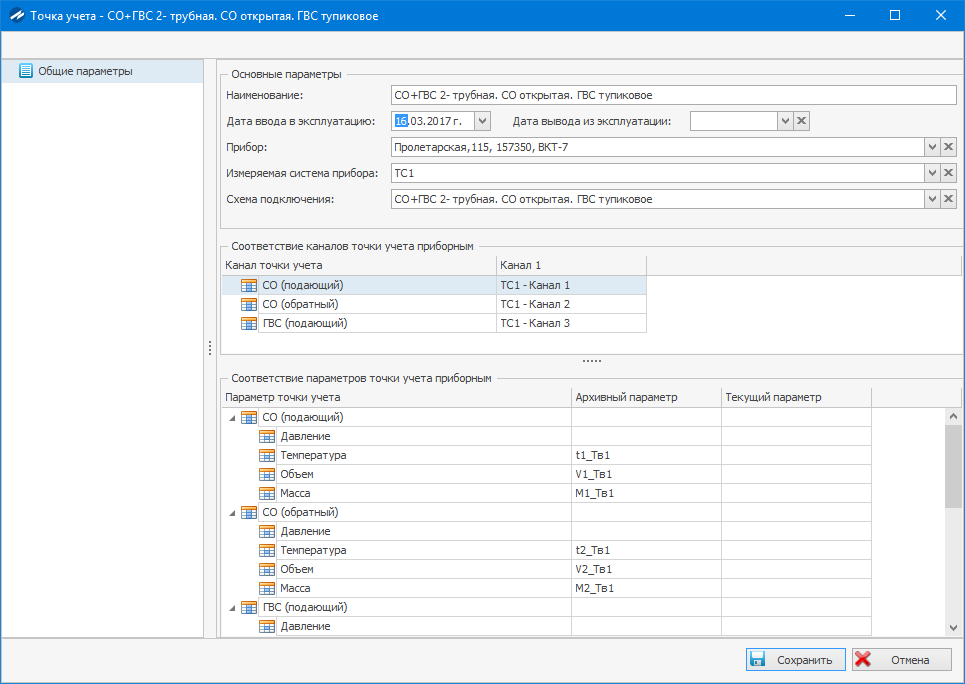 Точка учета - СО+ГВС 2- трубная. СО открытая. ГВС тупиковое
Общие параметры
Основные параметры
Наименование: СО+ГВС 2- трубная. СО открытая. ГВС тупиковое
Дата ввода в эксплуатацию: 16.03.2017 г. Дата вывода из эксплуатации:
Прибор: Пролетарская,115, 157350, ВКТ-7
Измеряемая система прибора: ТС1
Схема подключения: СО+ГВС 2- трубная. СО открытая. ГВС тупиковое
Соответствие каналов точки учета приборным
Канал точки учета Канал 1
СО (подающий) ТС1 - Канал 1
СО (обратный) ТС1 - Канал 2
ГВС (подающий) ТС1 - Канал 3
Соответствие параметров точки учета приборным
Параметр точки учета Архивный параметр Текущий параметр
СО (подающий)
Давление
Температура t1_Тв1
Объем V1_Тв1
Масса М1_Тв1
СО (обратный)
Давление
Температура t2_Тв1
Объем V2_Тв1
Масса М2_Тв1
ГВС (подающий)
Давление
Сохранить Отмена